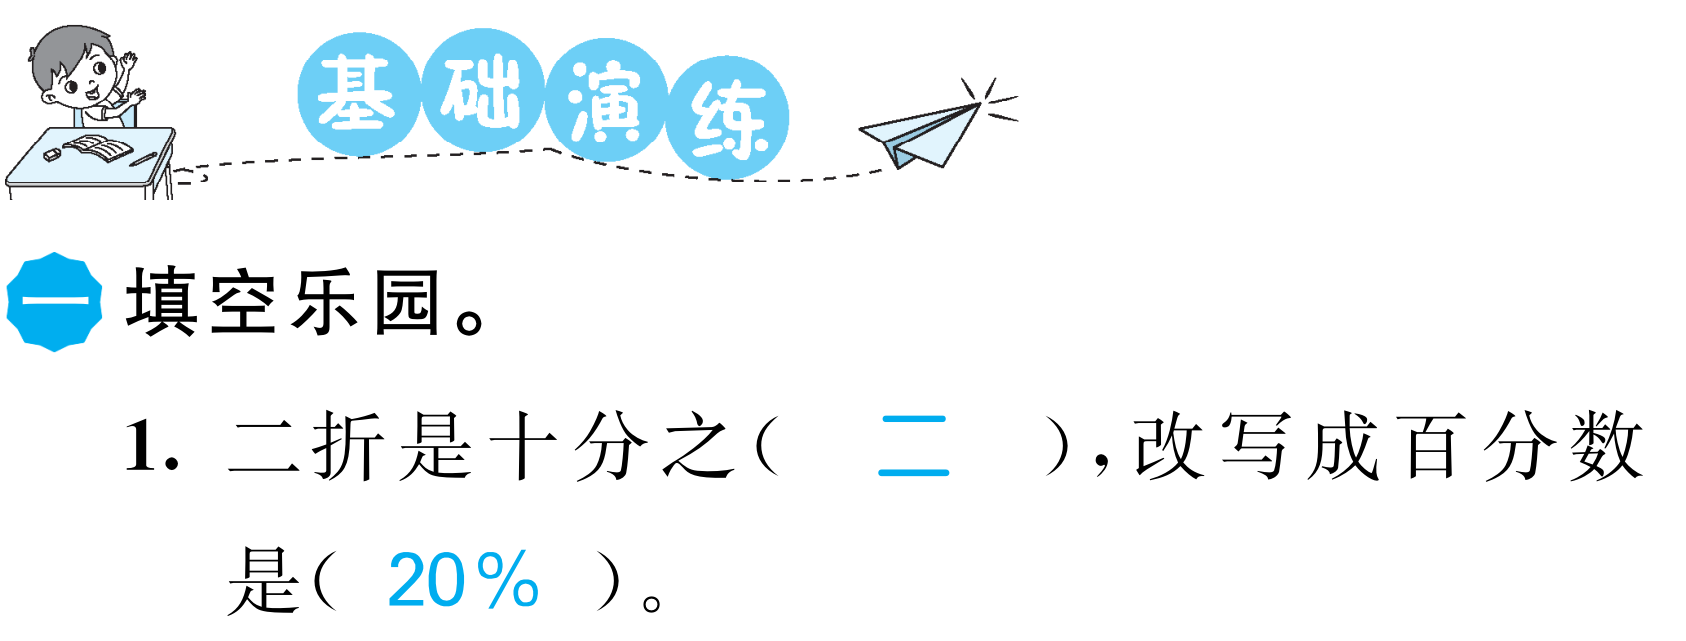 基础演练
一 填空乐园。
1. 二折是十分之( 二 ),改写成百分数
是( 20% )。